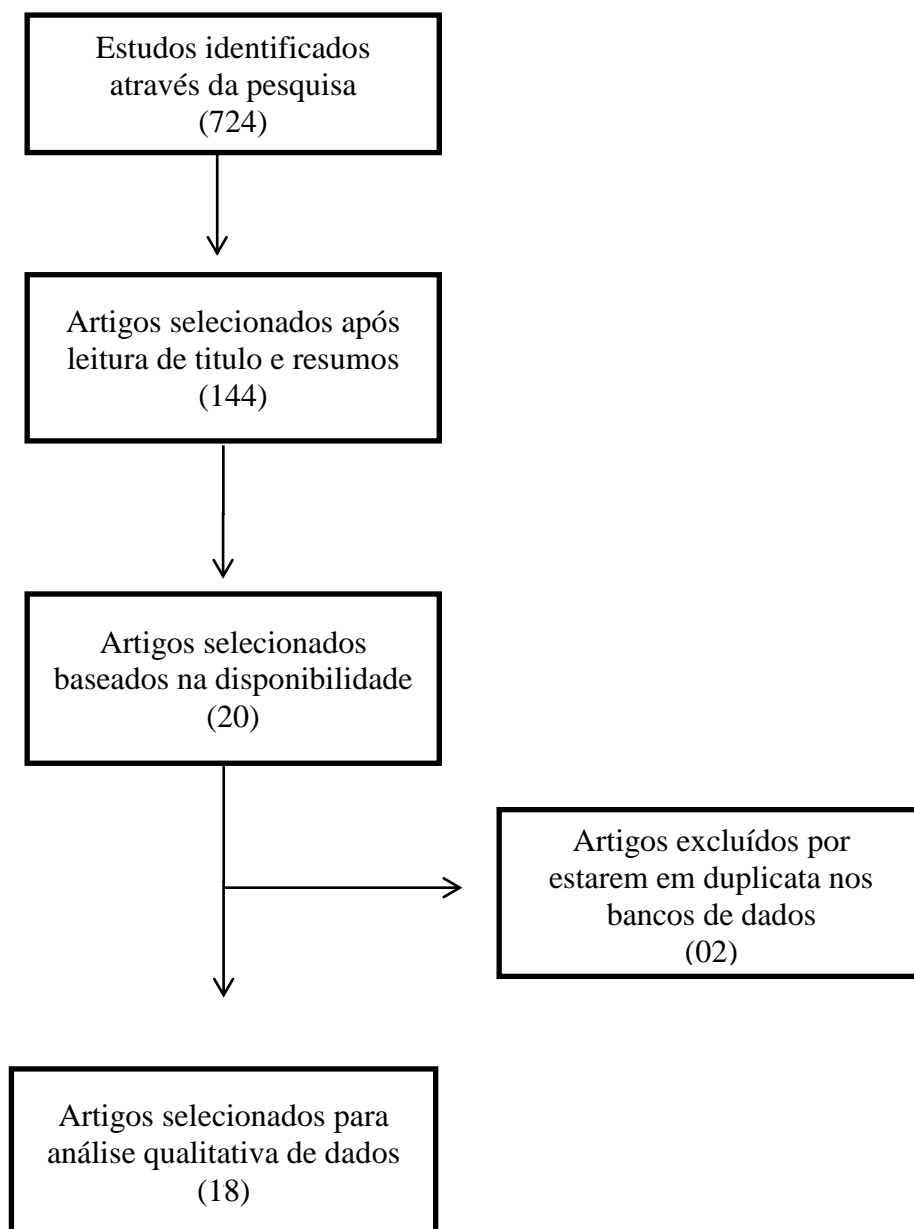 Estudos identificados
através da pesquisa
(724)
Artigos selecionados após
leitura de titulo e resumos
(144)
Artigos selecionados
baseados na disponibilidade
(20)
Artigos excluídos por
estarem em duplicata nos
bancos de dados
(02)
Artigos selecionados para
análise qualitativa de dados
(18)